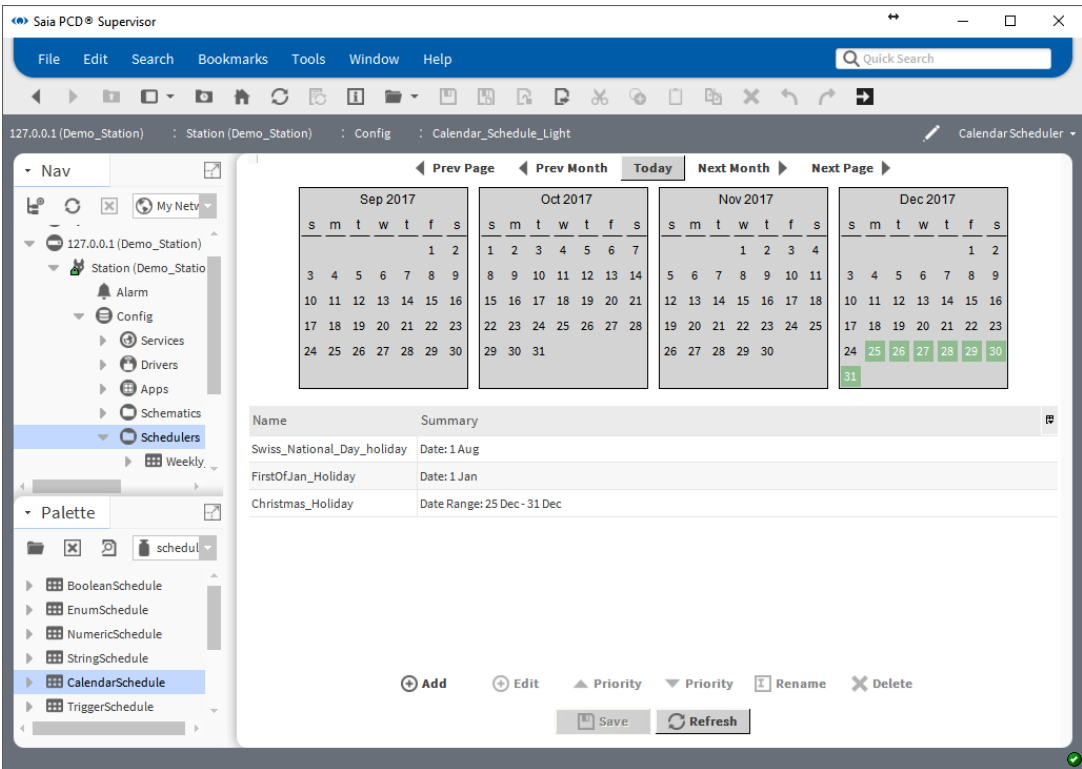 Saia PCD® Supervisor
File Edit Search Bookmarks Tools Window Help
Quick Search
127.0.0.1 (Demo_Station) : Station (Demo_Station) : Config : Calendar_Schedule_Light
Calendar Scheduler
Nav
My Netw
127.0.0.1 (Demo_Station)
Station (Demo_Statio
Alarm
Config
Services
Drivers
Apps
Schematics
Schedulers
Weekly_
Palette
schedul
BooleanSchedule
EnumSchedule
NumericSchedule
StringSchedule
CalendarSchedule
TriggerSchedule
Prev Page Prev Month Today Next Month Next Page
Sep 2017
s m t w t f s
1 2
3 4 5 6 7 8 9
10 11 12 13 14 15 16
17 18 19 20 21 22 23
24 25 26 27 28 29 30
Oct 2017
s m t w t f s
1 2 3 4 5 6 7
8 9 10 11 12 13 14
15 16 17 18 19 20 21
22 23 24 25 26 27 28
29 30 31
Nov 2017
s m t w t f s
1 2 3 4
5 6 7 8 9 10 11
12 13 14 15 16 17 18
19 20 21 22 23 24 25
26 27 28 29 30
Dec 2017
s m t w t f s
1 2
3 4 5 6 7 8 9
10 11 12 13 14 15 16
17 18 19 20 21 22 23
24 25 26 27 28 29 30
31
Name Summary
Swiss_National_Day_holiday Date: 1 Aug
FirstOfJan_Holiday Date: 1 Jan
Christmas_Holiday Date Range: 25 Dec - 31 Dec
Add Edit Priority Priority Rename Delete
Save Refresh